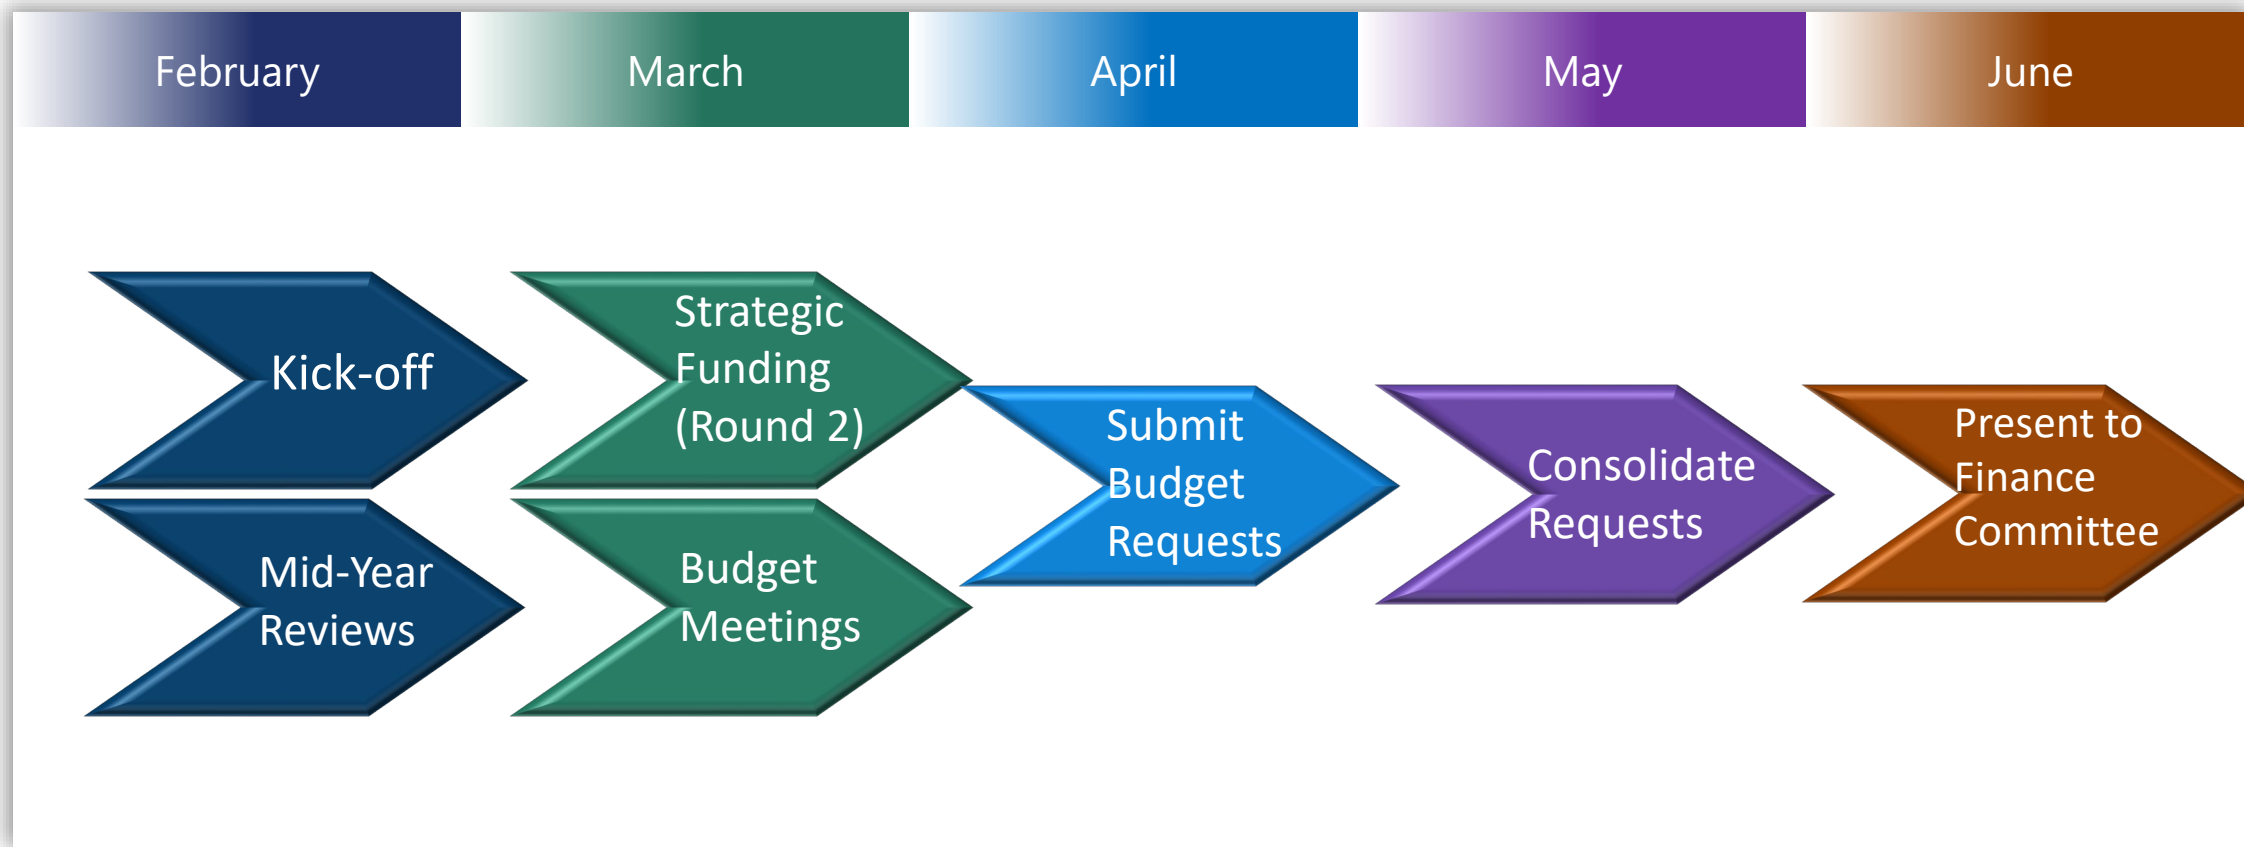 February
March
April
May
June
Kick-off
Mid-Year
Reviews
Strategic
Funding
(Round 2)
Budget
Meetings
Submit
Budget
Requests
Consolidate
Requests
Present to
Finance
Committee